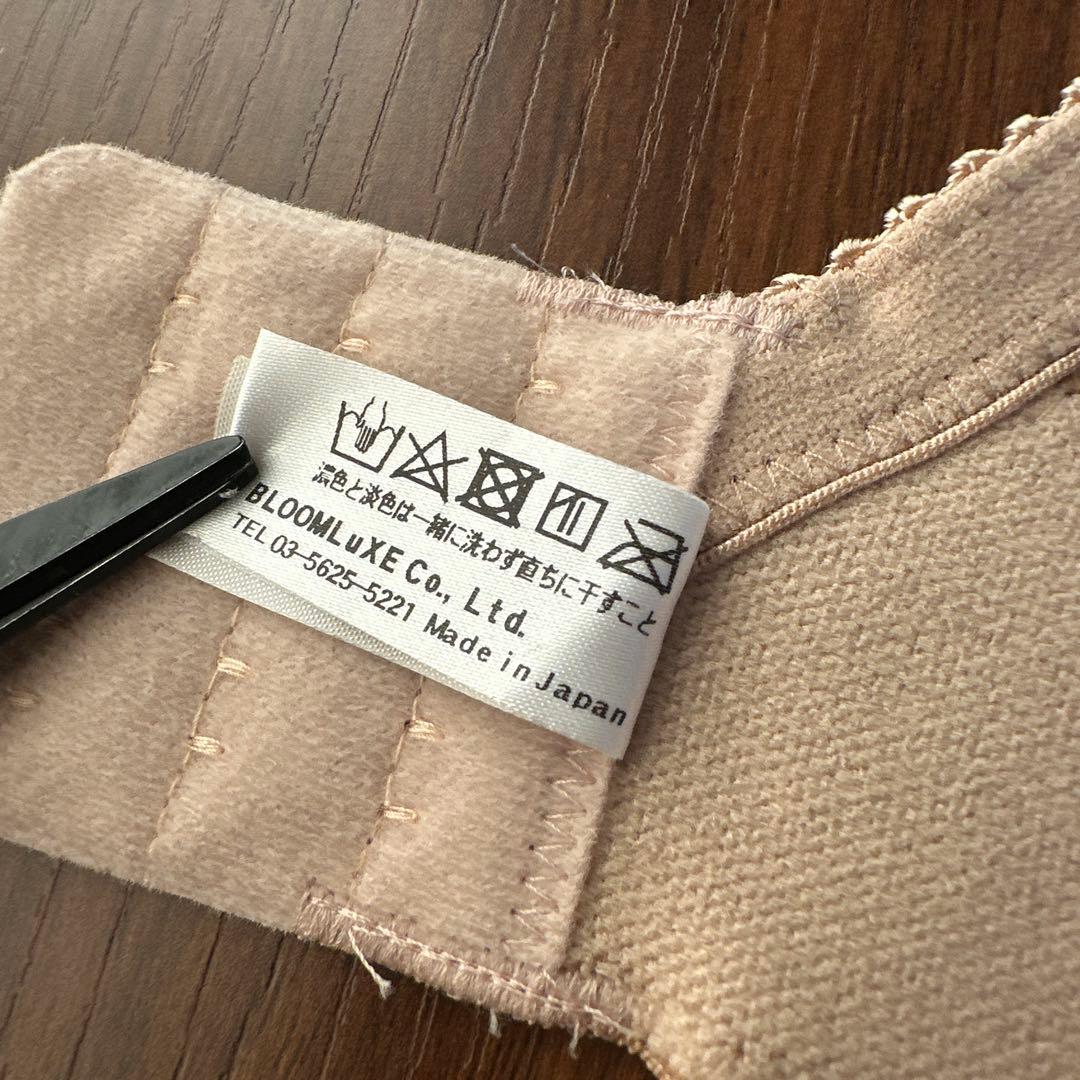 濃色と淡色は一緒に洗わず直ちに干すこと
BLOOMLuXE Co., Ltd.
TEL 03-5625-5221 Made in Japan